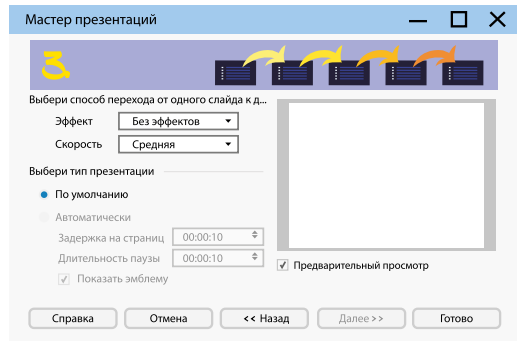 Мастер презентаций
3.
Выбери способ перехода от одного слайда к д...
Эффект Без эффектов
Скорость Средняя
Выбери тип презентации
По умолчанию
Автоматически
Задержка на страниц 00:00:10
Длительность паузы 00:00:10
Показать эмблему
Предварительный просмотр
Справка Отмена << Назад Далее >> Готово